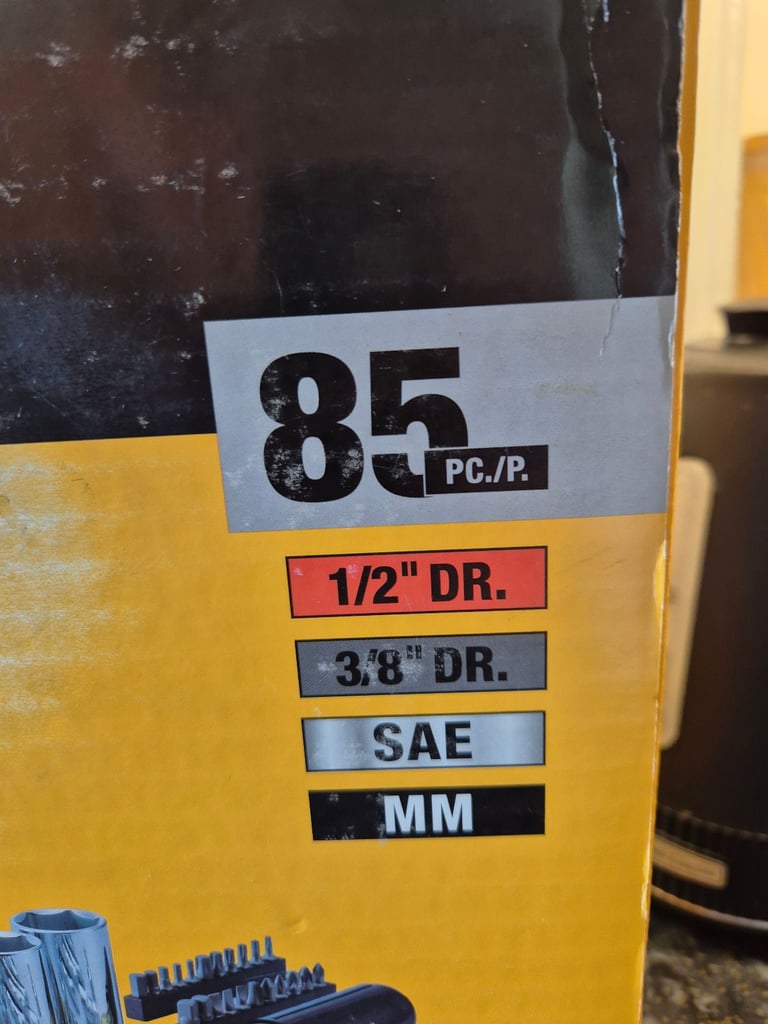 85
PC./P.
1/2" DR.
3/8" DR.
SAE
MM